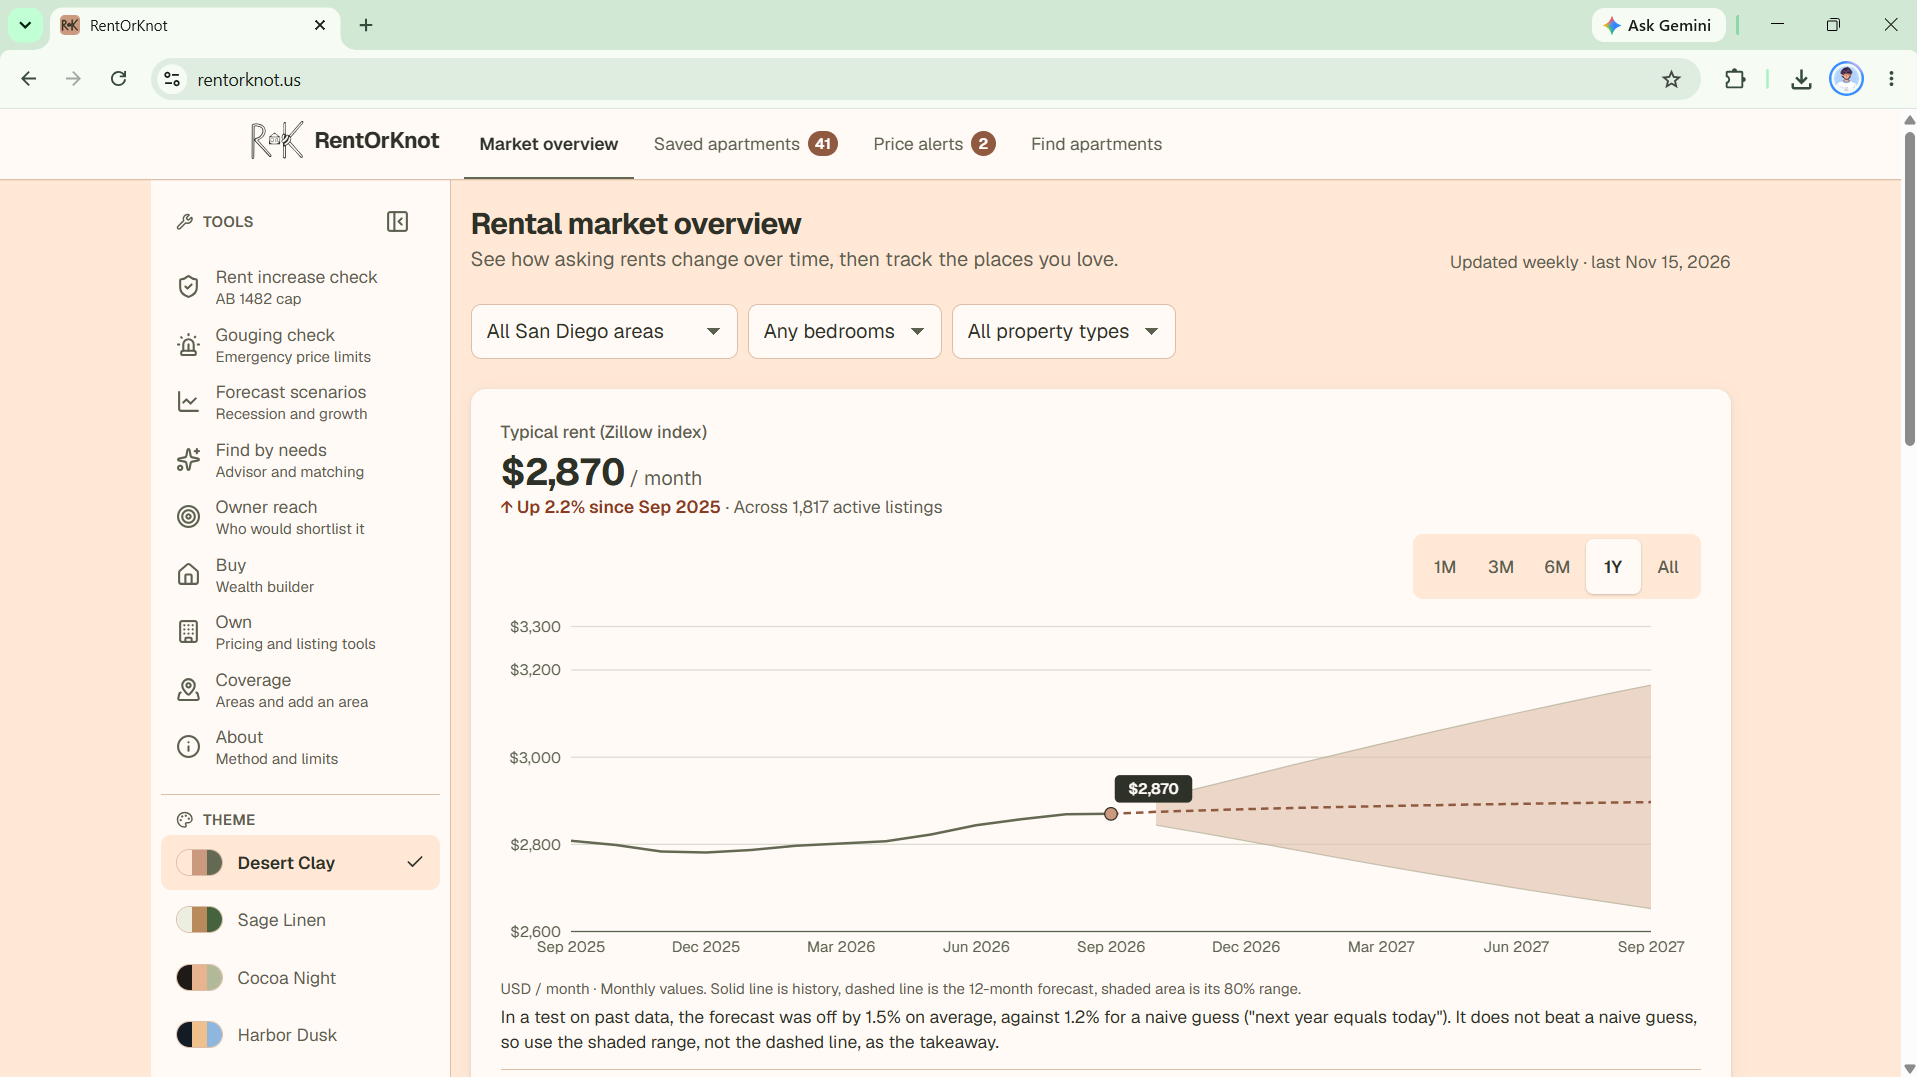 RentOrKnot
Ask Gemini
rentorknot.us
RK RentOrKnot
Market overview
Saved apartments 41
Price alerts 2
Find apartments
TOOLS
Rent increase check
AB 1482 cap
Gouging check
Emergency price limits
Forecast scenarios
Recession and growth
Find by needs
Advisor and matching
Owner reach
Who would shortlist it
Buy
Wealth builder
Own
Pricing and listing tools
Coverage
Areas and add an area
About
Method and limits
THEME
Desert Clay
Sage Linen
Cocoa Night
Harbor Dusk
Rental market overview
See how asking rents change over time, then track the places you love.
Updated weekly · last Nov 15, 2026
All San Diego areas
Any bedrooms
All property types
Typical rent (Zillow index)
$2,870 / month
↑ Up 2.2% since Sep 2025 · Across 1,817 active listings
1M 3M 6M 1Y All
$3,300
$3,200
$3,000
$2,870
$2,800
$2,600
Sep 2025 Dec 2025 Mar 2026 Jun 2026 Sep 2026 Dec 2026 Mar 2027 Jun 2027 Sep 2027
USD / month · Monthly values. Solid line is history, dashed line is the 12-month forecast, shaded area is its 80% range.
In a test on past data, the forecast was off by 1.5% on average, against 1.2% for a naive guess ("next year equals today"). It does not beat a naive guess,
so use the shaded range, not the dashed line, as the takeaway.